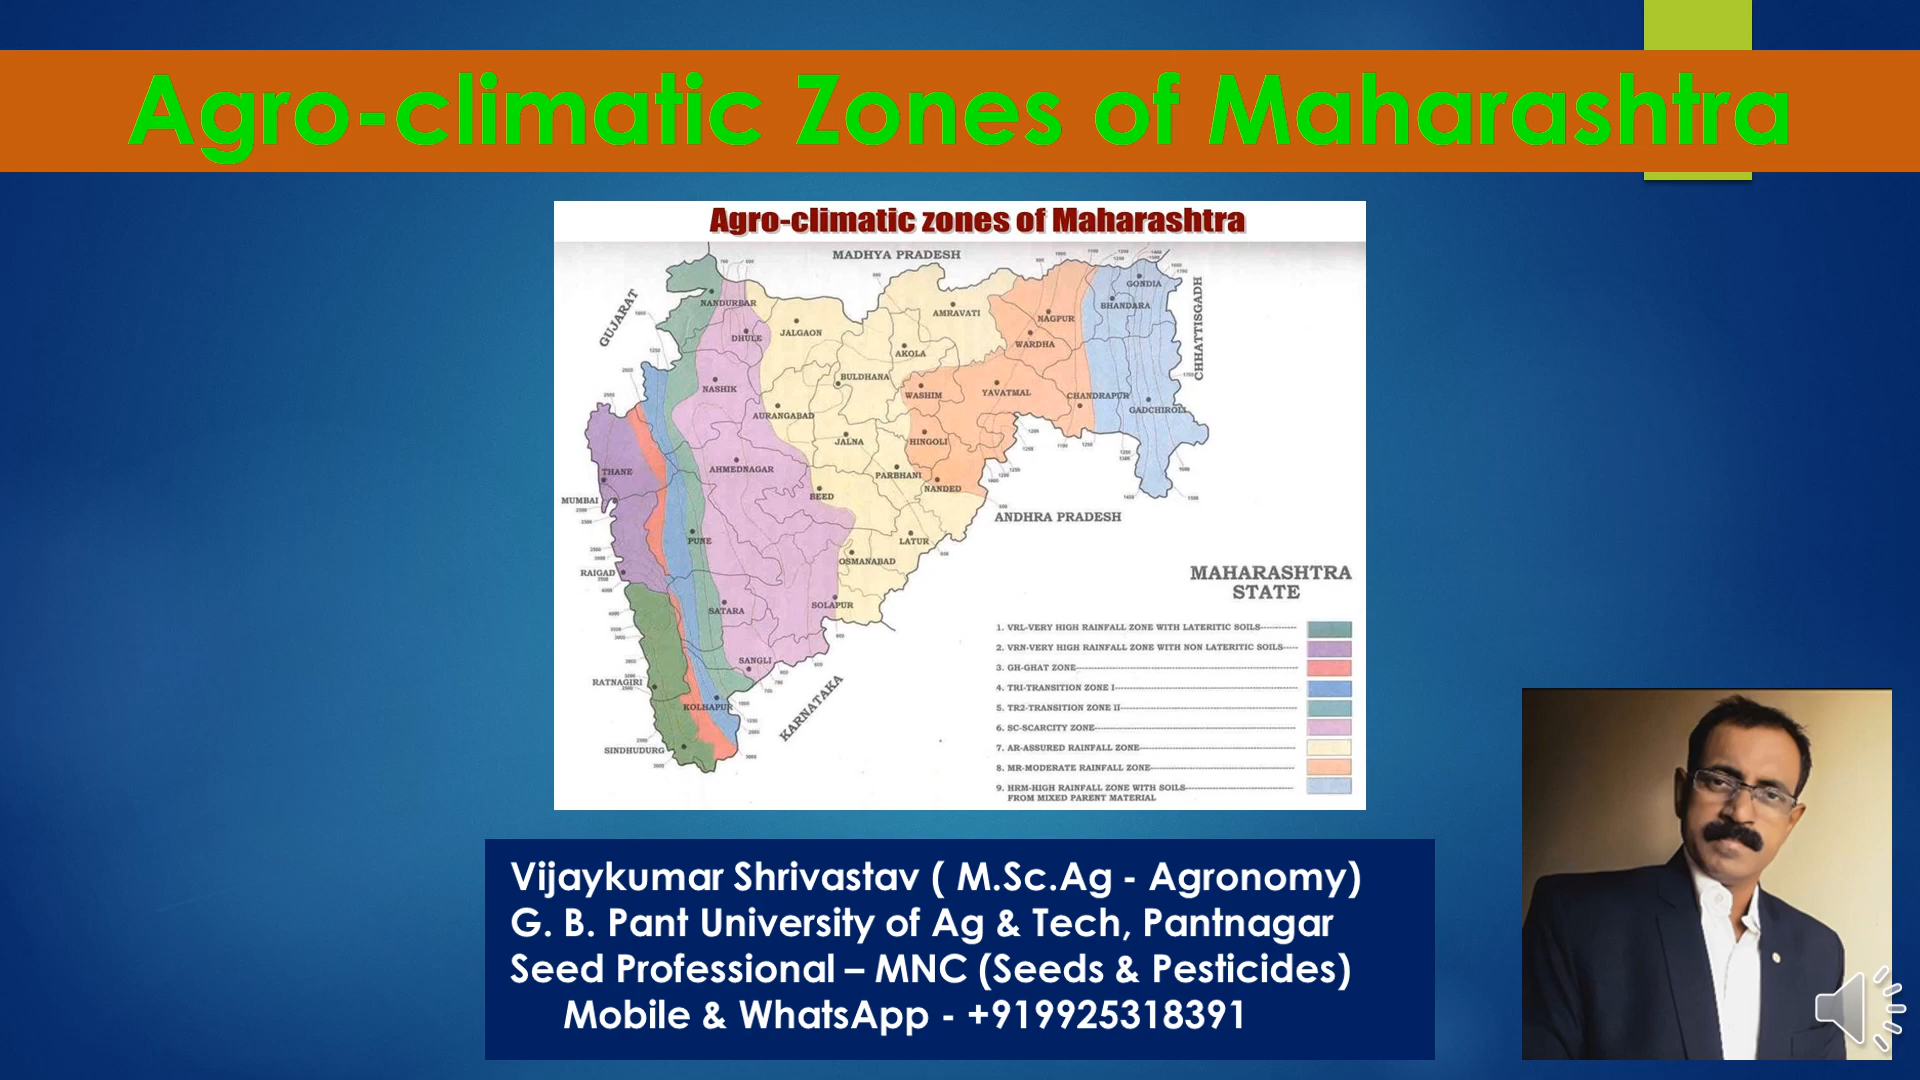 Agro-climatic Zones of Maharashtra
Agro-climatic zones of Maharashtra
MADHYA PRADESH
GUJARAT
CHHATTISGADH
GONDIA
BHANDARA
NANDURBAR
AMRAVATI
NAGPUR
JALGAON
DHULE
WARDHA
AKOLA
BULDHANA
NASHIK
WASHIM
YAVATMAL
CHANDRAPUR
GADCHIROLI
AURANGABAD
JALNA
HINGOLI
AHMEDNAGAR
THANE
PARBHANI
NANDED
BEED
MUMBAI
ANDHRA PRADESH
PUNE
LATUR
OSMANABAD
RAIGAD
MAHARASHTRA
STATE
SATARA
SOLAPUR
SANGLI
RATNAGIRI
KARNATAKA
KOLHAPUR
SINDHUDURG
1. VRL-VERY HIGH RAINFALL ZONE WITH LATERITIC SOILS
2. VRN-VERY HIGH RAINFALL ZONE WITH NON LATERITIC SOILS
3. GH-GHAT ZONE
4. TRI-TRANSITION ZONE I
5. TR2-TRANSITION ZONE II
6. SC-SCARCITY ZONE
7. AR-ASSURED RAINFALL ZONE
8. MR-MODERATE RAINFALL ZONE
9. HRM-HIGH RAINFALL ZONE WITH SOILS
FROM MIXED PARENT MATERIAL
Vijaykumar Shrivastav ( M.Sc.Ag - Agronomy)
G. B. Pant University of Ag & Tech, Pantnagar
Seed Professional – MNC (Seeds & Pesticides)
Mobile & WhatsApp - +919925318391